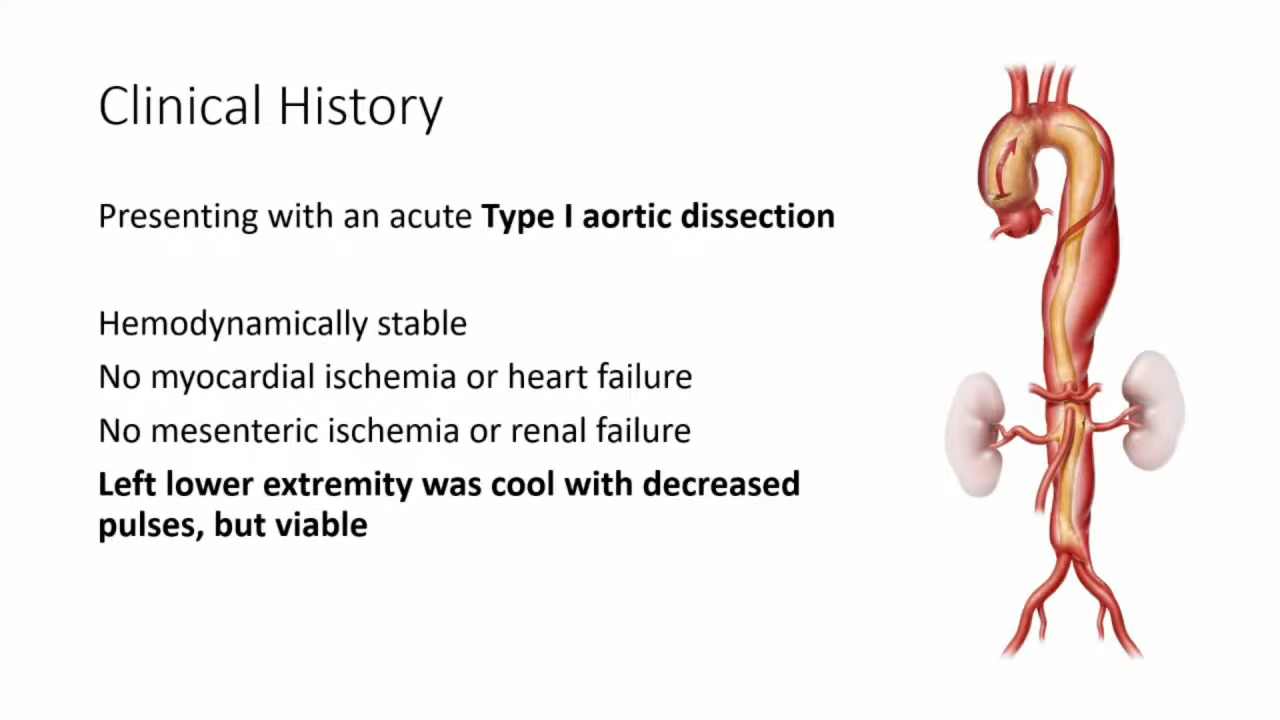 Clinical History
Presenting with an acute Type I aortic dissection
Hemodynamically stable
No myocardial ischemia or heart failure
No mesenteric ischemia or renal failure
Left lower extremity was cool with decreased
pulses, but viable